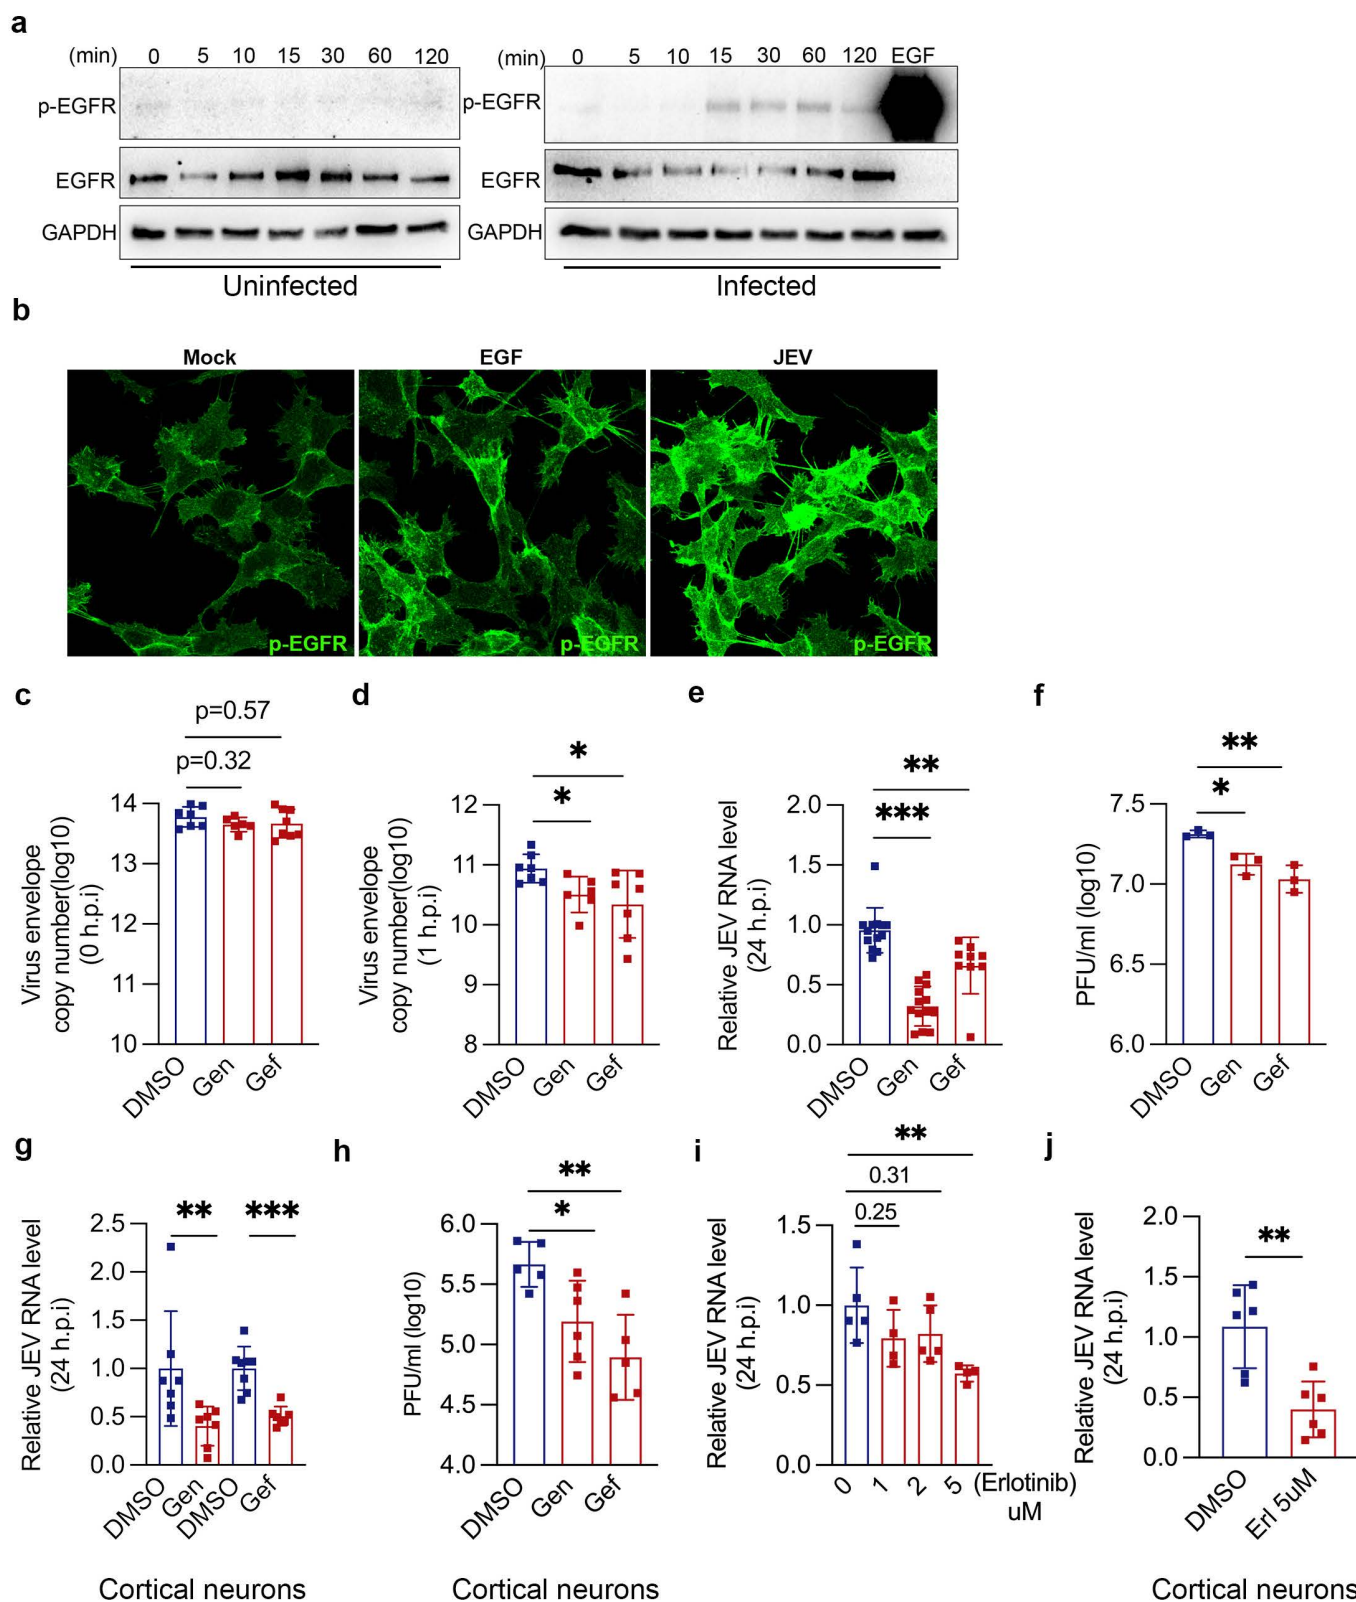 a
(min) 0 5 10 15 30 60 120
p-EGFR
EGFR
GAPDH
Uninfected
(min) 0 5 10 15 30 60 120 EGF
p-EGFR
EGFR
GAPDH
Infected
b
Mock EGF JEV
p-EGFR p-EGFR p-EGFR
c
p=0.57
p=0.32
Virus envelope
copy number(log10)
(0 h.p.i)
14
13
12
10
DMSO Gen Gef
d
*
*
Virus envelope
copy number(log10)
(1 h.p.i)
12
11
10
9
8
DMSO Gen Gef
e
**
***
Relative JEV RNA level
(24 h.p.i)
2.0
1.5
1.0
0.5
0.0
DMSO Gen Gef
f
**
*
PFU/ml (log10)
7.5
7.0
6.5
6.0
DMSO Gen Gef
g
** ***
Relative JEV RNA level
(24 h.p.i)
2.5
2.0
1.5
1.0
0.5
0.0
DMSO Gen DMSO Gef
Cortical neurons
h
**
*
PFU/ml (log10)
6.0
5.5
5.0
4.5
4.0
DMSO Gen Gef
Cortical neurons
i
**
0.31
0.25
Relative JEV RNA level
(24 h.p.i)
1.5
1.0
0.5
0.0
0 1 2 5 (Erlotinib)
uM
j
**
Relative JEV RNA level
(24 h.p.i)
2.0
1.5
1.0
0.5
0.0
DMSO Erl 5uM
Cortical neurons